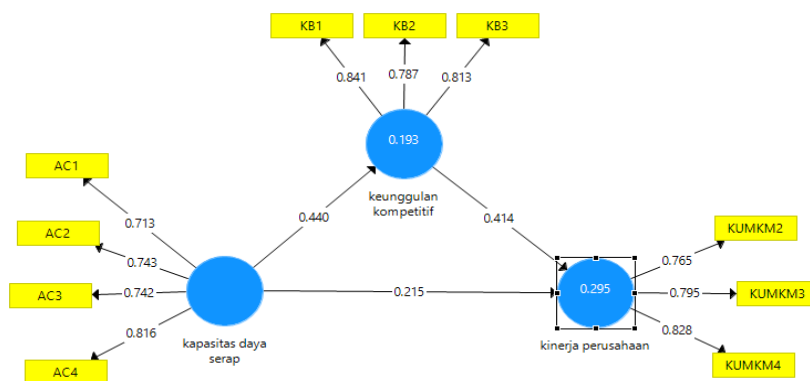 KB1
KB2
KB3
0.841
0.787
0.813
0.193
keunggulan
kompetitif
AC1
AC2
AC3
AC4
0.713
0.743
0.742
0.816
0.440
0.414
0.215
kapasitas daya
serap
0.295
kinerja perusahaan
0.765
0.795
0.828
KUMKM2
KUMKM3
KUMKM4